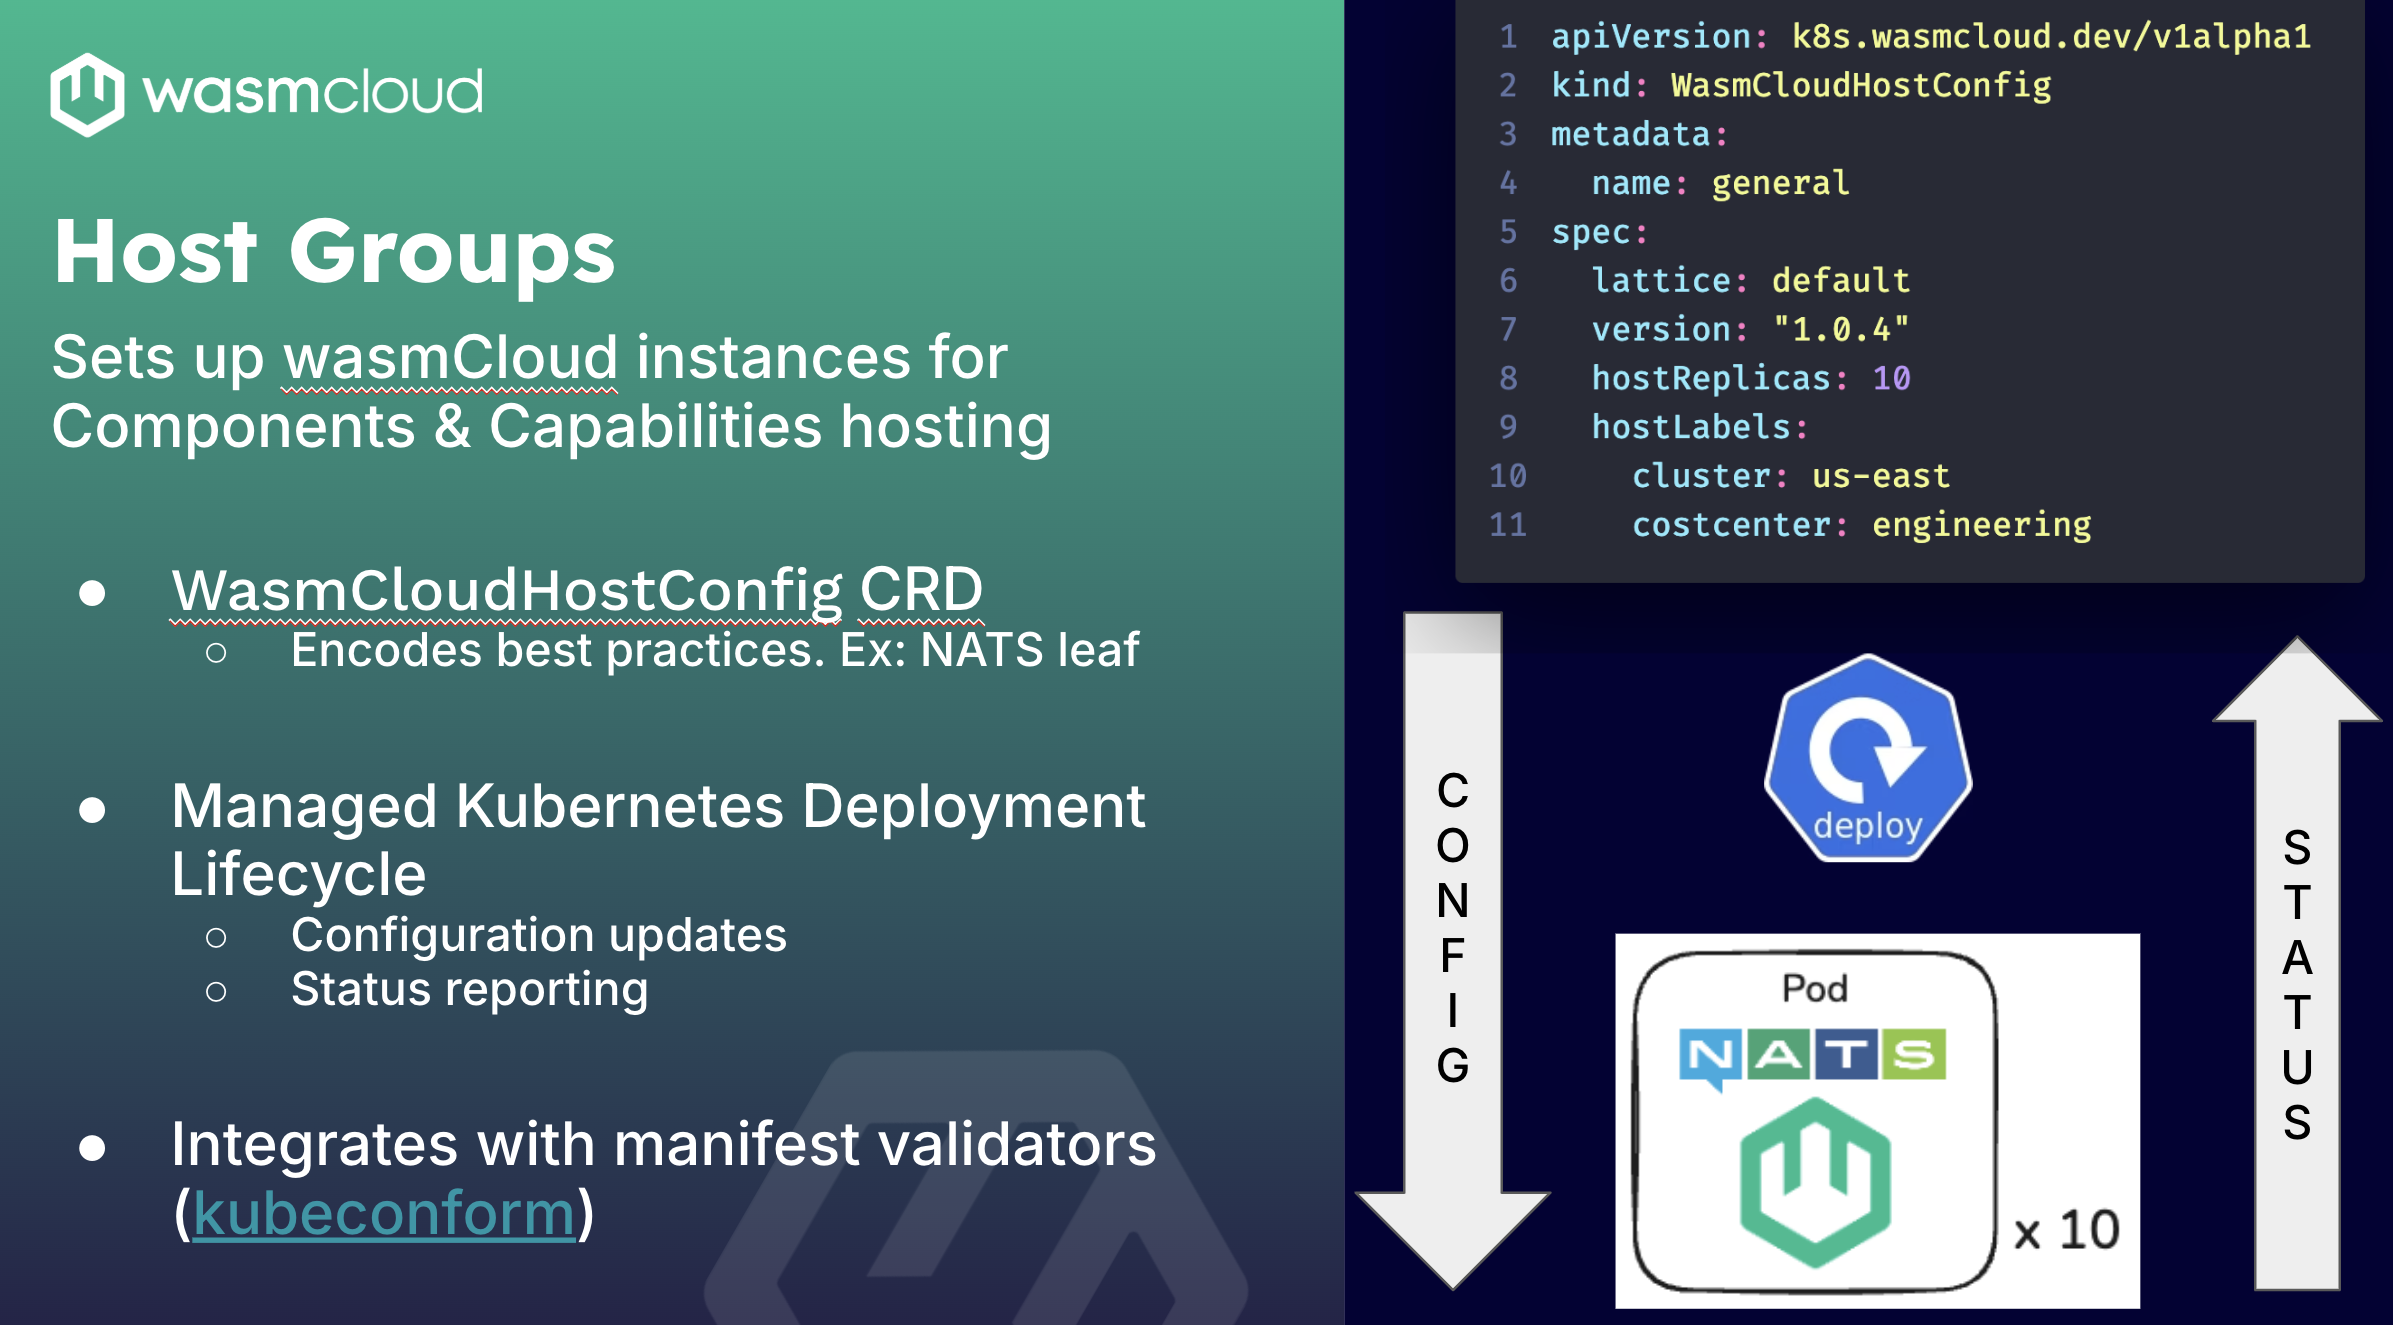 wasmcloud
Host Groups
Sets up wasmCloud instances for
Components & Capabilities hosting
● WasmCloudHostConfig CRD
○ Encodes best practices. Ex: NATS leaf
● Managed Kubernetes Deployment
Lifecycle
○ Configuration updates
○ Status reporting
● Integrates with manifest validators
(kubeconform)
1 apiVersion: k8s.wasmcloud.dev/v1alpha1
2 kind: WasmCloudHostConfig
3 metadata:
4   name: general
5 spec:
6   lattice: default
7   version: "1.0.4"
8   hostReplicas: 10
9   hostLabels:
10     cluster: us-east
11     costcenter: engineering
CONFIG
deploy
Pod
NATS
x 10
STATUS